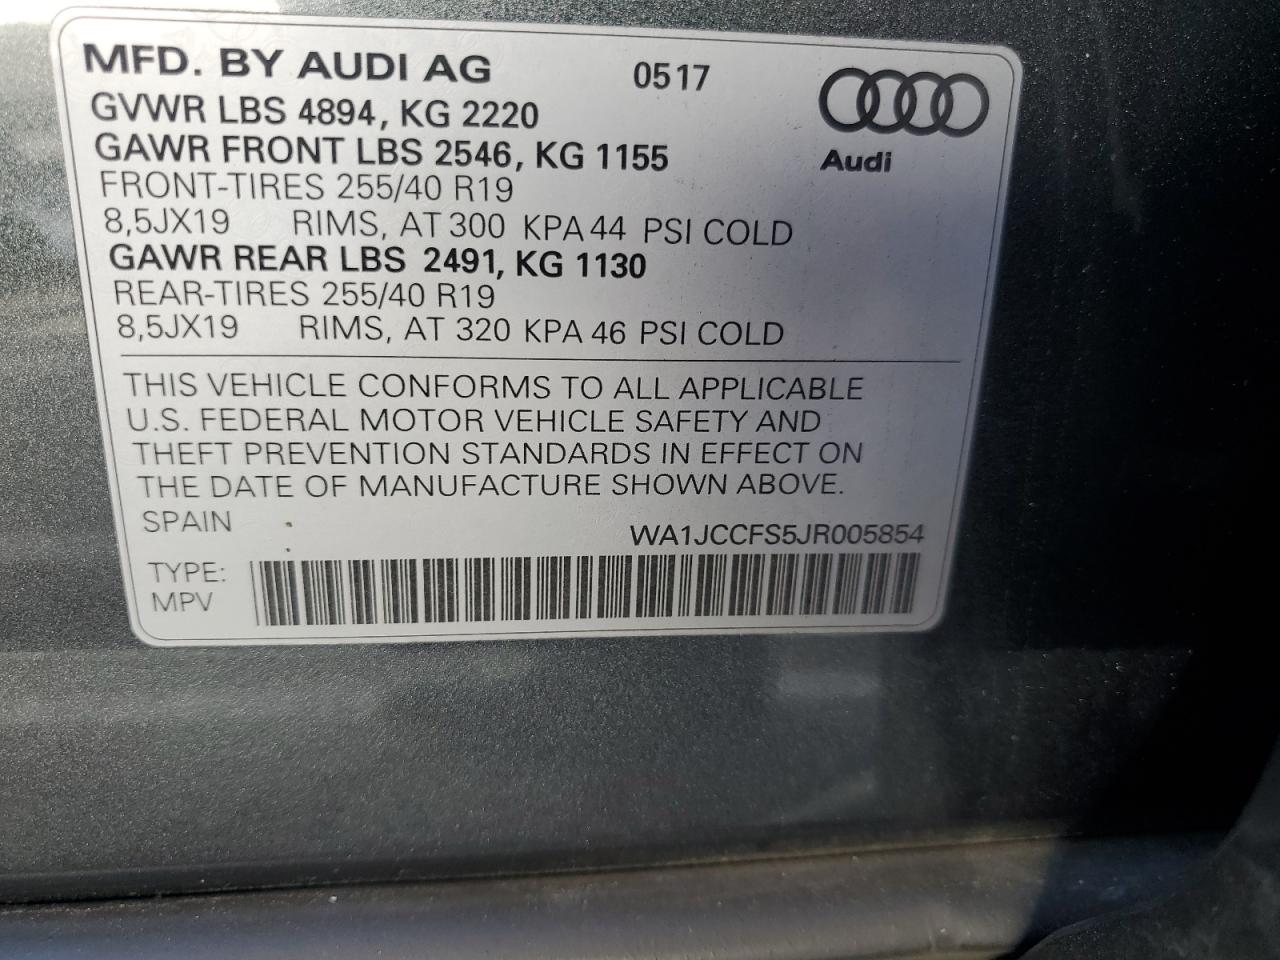 MFD. BY AUDI AG 0517
GVWR LBS 4894, KG 2220
GAWR FRONT LBS 2546, KG 1155
Audi
FRONT-TIRES 255/40 R19
8,5JX19 RIMS, AT 300 KPA 44 PSI COLD
GAWR REAR LBS 2491, KG 1130
REAR-TIRES 255/40 R19
8,5JX19 RIMS, AT 320 KPA 46 PSI COLD
THIS VEHICLE CONFORMS TO ALL APPLICABLE
U.S. FEDERAL MOTOR VEHICLE SAFETY AND
THEFT PREVENTION STANDARDS IN EFFECT ON
THE DATE OF MANUFACTURE SHOWN ABOVE.
SPAIN WA1JCCFS5JR005854
TYPE:
MPV